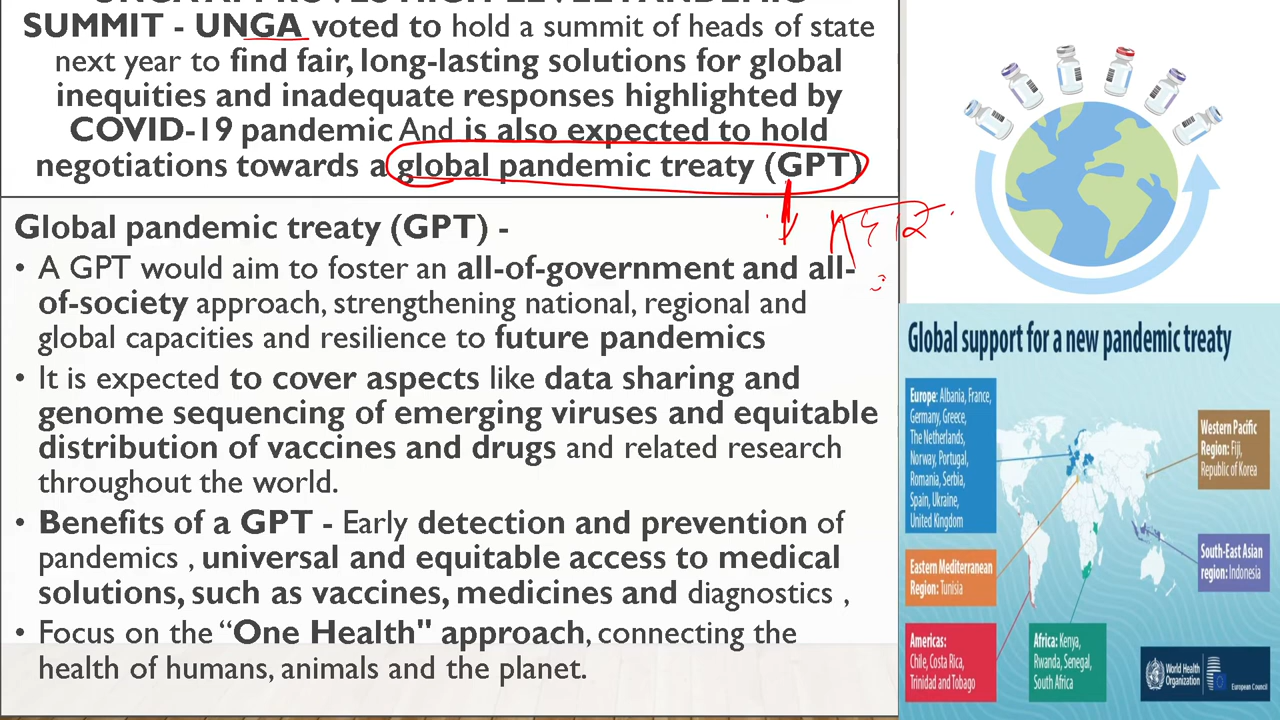 SUMMIT - UNGA voted to hold a summit of heads of state
next year to find fair, long-lasting solutions for global
inequities and inadequate responses highlighted by
COVID-19 pandemic And is also expected to hold
negotiations towards a global pandemic treaty (GPT)
Global pandemic treaty (GPT) -
• A GPT would aim to foster an all-of-government and all-
of-society approach, strengthening national, regional and
global capacities and resilience to future pandemics
• It is expected to cover aspects like data sharing and
genome sequencing of emerging viruses and equitable
distribution of vaccines and drugs and related research
throughout the world.
• Benefits of a GPT - Early detection and prevention of
pandemics , universal and equitable access to medical
solutions, such as vaccines, medicines and diagnostics ,
• Focus on the “One Health" approach, connecting the
health of humans, animals and the planet.
Global support for a new pandemic treaty
Europe: Albania, France,
Germany, Greece,
The Netherlands,
Norway, Portugal,
Romania, Serbia,
Spain, Ukraine,
United Kingdom
Western Pacific
Region: Fiji,
Republic of Korea
Eastern Mediterranean
Region: Tunisia
South-East Asian
region: Indonesia
Americas:
Chile, Costa Rica,
Trinidad and Tobago
Africa: Kenya,
Rwanda, Senegal,
South Africa
World Health
Organization
European Council